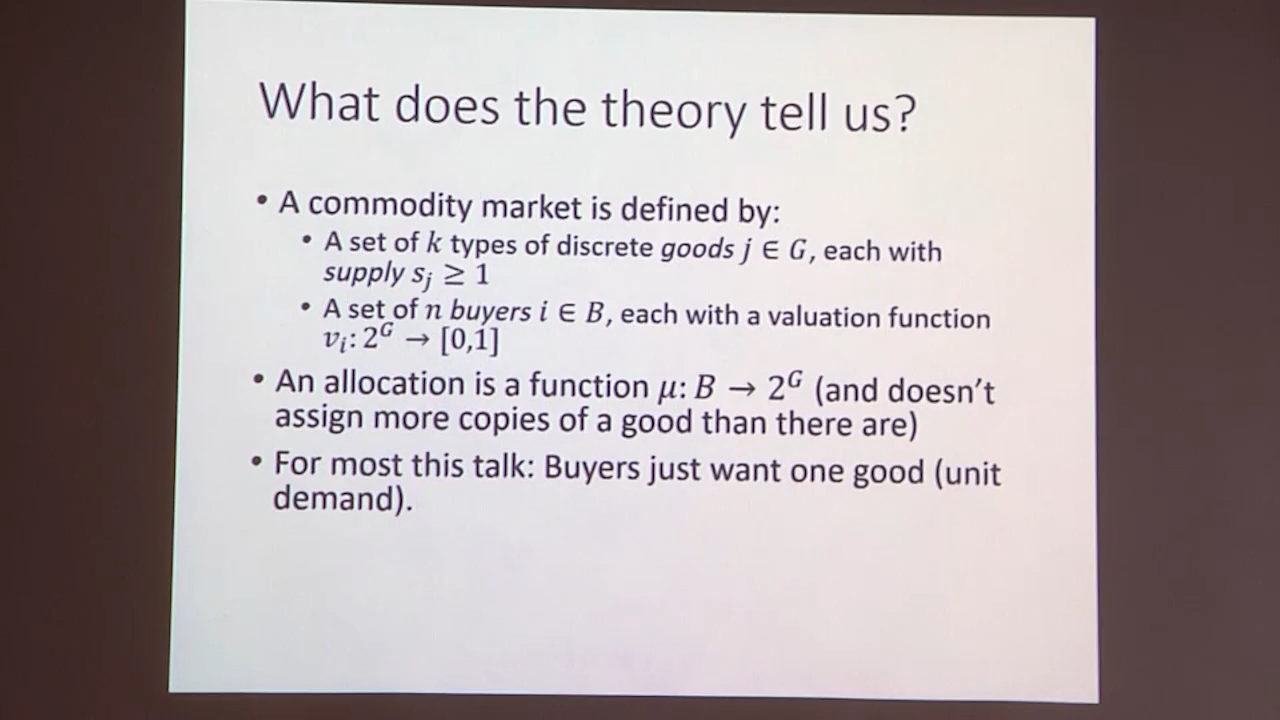 What does the theory tell us?
• A commodity market is defined by:
• A set of k types of discrete goods j ∈ G, each with
supply sⱼ ≥ 1
• A set of n buyers i ∈ B, each with a valuation function
vᵢ: 2ᴳ → [0,1]
• An allocation is a function μ: B → 2ᴳ (and doesn't
assign more copies of a good than there are)
• For most this talk: Buyers just want one good (unit
demand).